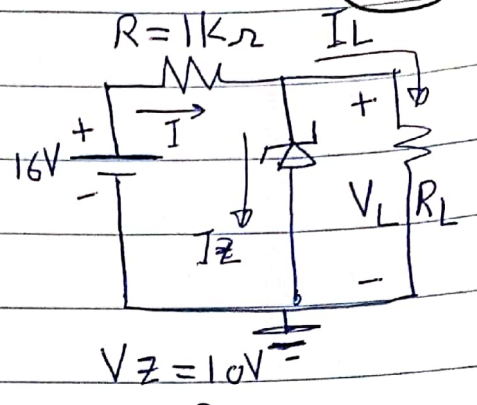 R=1KΩ
IL
I
+
+
16V
-
IZ
VL
RL
-
VZ=10V